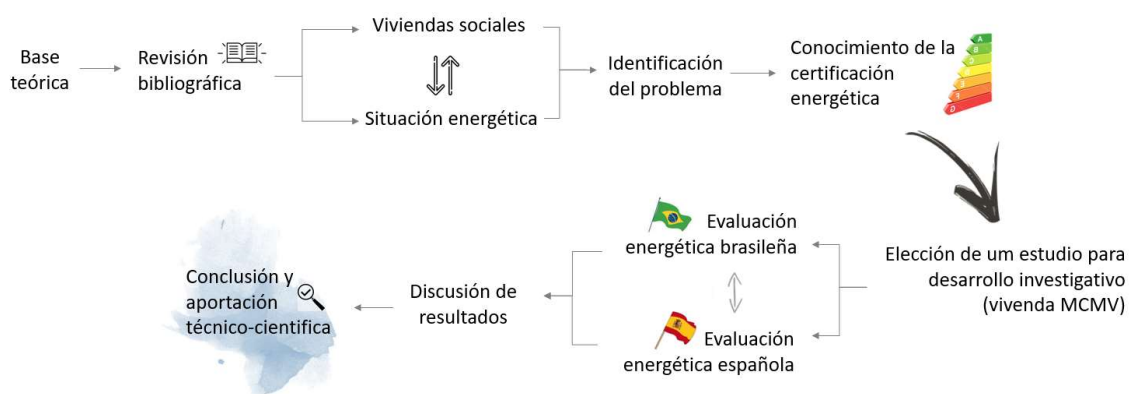 Base
teórica
Revisión
bibliográfica
Viviendas sociales
Situación energética
Identificación
del problema
Conocimiento de la
certificación
energética
A
B
Elección de um estudio para
desarrollo investigativo
(vivenda MCMV)
Evaluación
energética brasileña
Evaluación
energética española
Discusión de
resultados
Conclusión y
aportación
técnico-cientifica